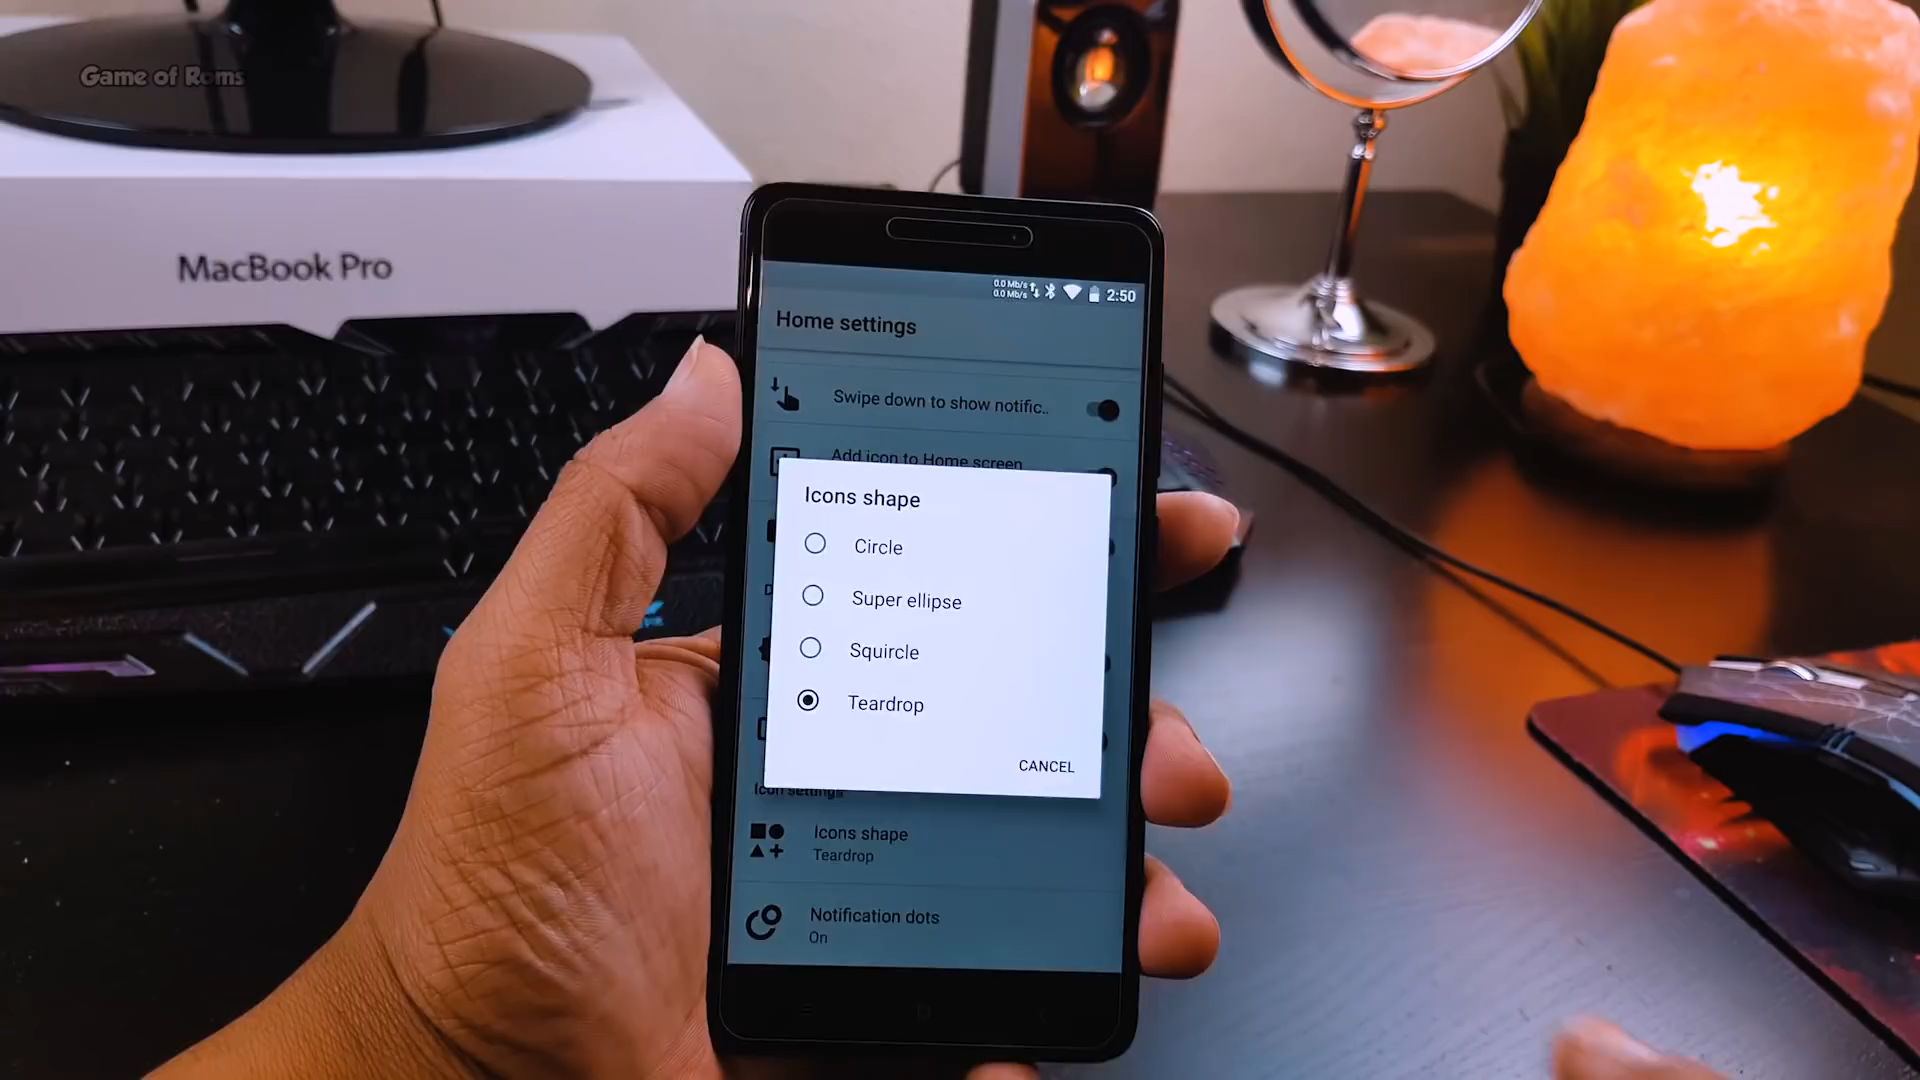 Game of Roms
MacBook Pro
0.0 Mb/s
0.0 Mb/s
2:50
Home settings
Swipe down to show notific..
Add icon to Home screen
Icons shape
Circle
Super ellipse
Squircle
Teardrop
CANCEL
Icon settings
Icons shape
Teardrop
Notification dots
On